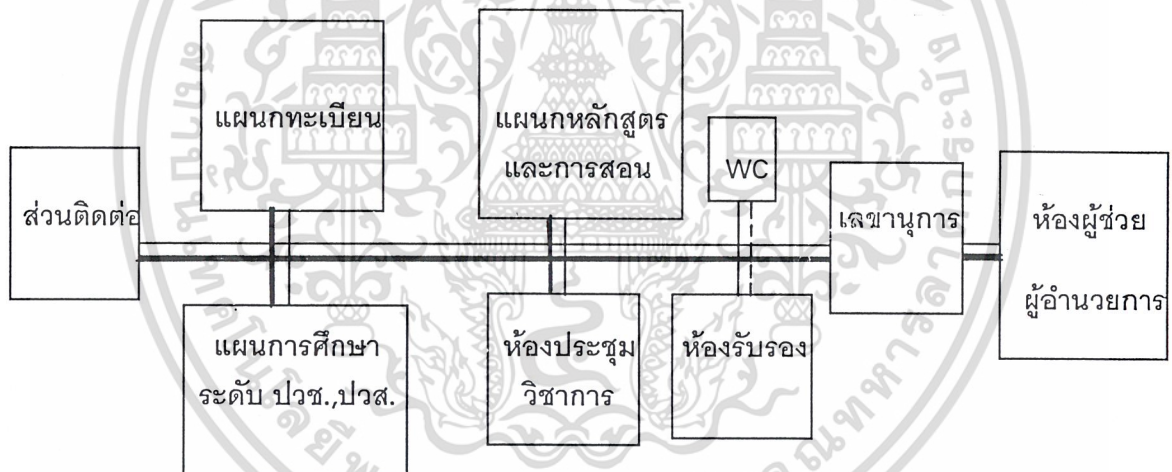 แผนกทะเบียน
แผนกหลักสูตร
และการสอน
WC
ส่วนติดต่อ
เลขานุการ
ห้องผู้ช่วย
ผู้อำนวยการ
แผนการศึกษา
ระดับ ปวช.,ปวส.
ห้องประชุม
วิชาการ
ห้องรับรอง